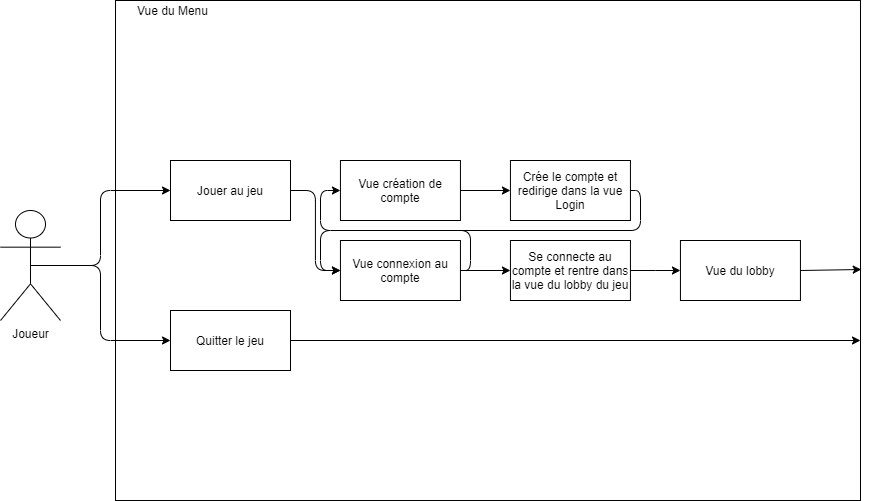 Vue du Menu
Jouer au jeu
Vue création de
compte
Crée le compte et
redirige dans la vue
Login
Vue connexion au
compte
Se connecte au
compte et rentre dans
la vue du lobby du jeu
Vue du lobby
Joueur
Quitter le jeu